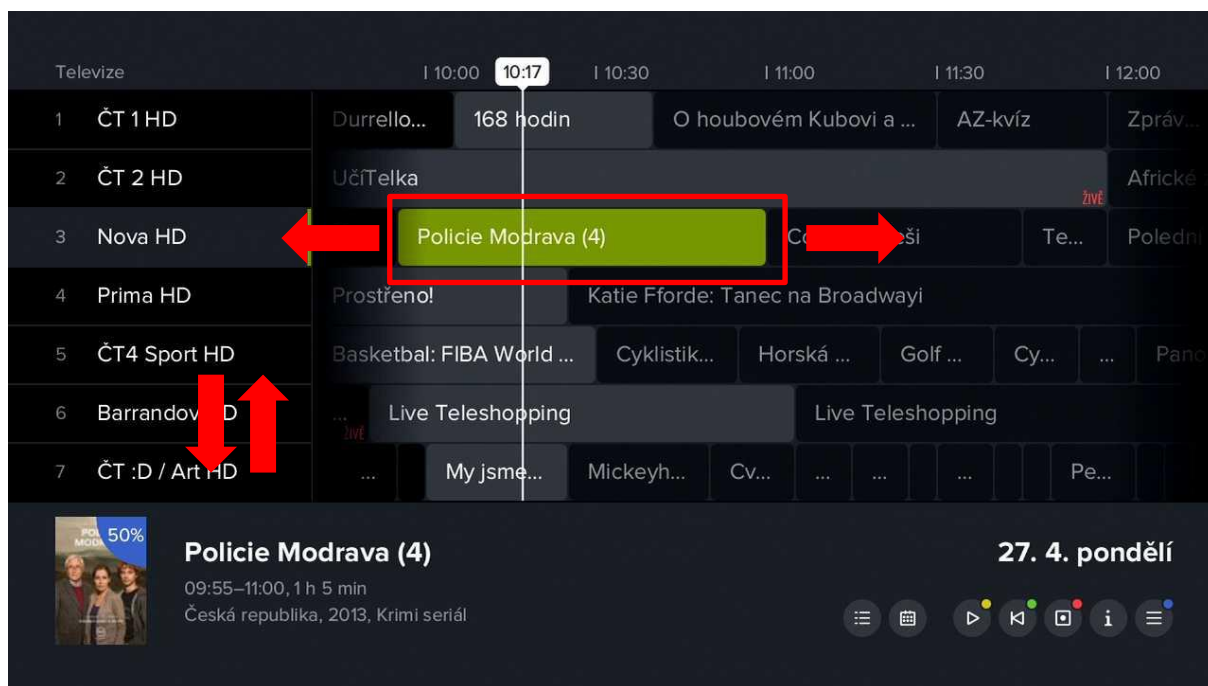 Televize I 10:00 10:17 I 10:30 I 11:00 I 11:30 I 12:00
1 ČT 1 HD Durrello... 168 hodin O houbovém Kubovi a ... AZ-kvíz Zpráv...
2 ČT 2 HD UčíTelka ŽIVĚ Africké
3 Nova HD Policie Modrava (4) Te... Polední
4 Prima HD Prostřeno! Katie Fforde: Tanec na Broadwayi
5 ČT4 Sport HD Basketbal: FIBA World ... Cyklistik... Horská ... Golf ... Cy... ... Pano
6 Barrandov D ... ŽIVĚ Live Teleshopping Live Teleshopping
7 ČT :D / Art HD ... My jsme... Mickeyh... Cv... ... ... ... Pe...
50%
Policie Modrava (4) 27. 4. pondělí
09:55–11:00, 1 h 5 min
Česká republika, 2013, Krimi seriál